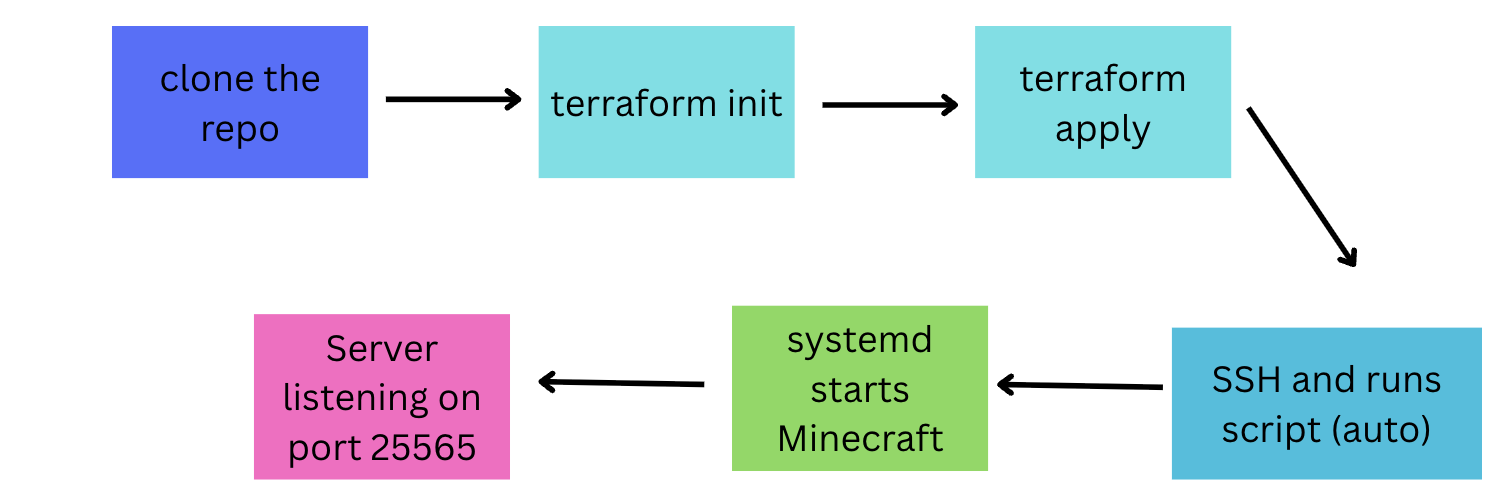 clone the
repo
terraform init
terraform
apply
SSH and runs
script (auto)
systemd
starts
Minecraft
Server
listening on
port 25565